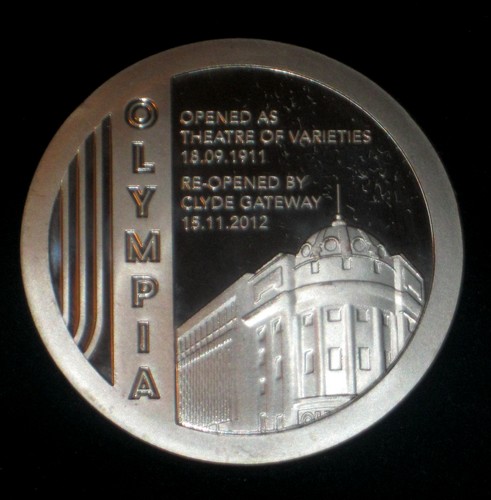 OLYMPIA
OPENED AS
THEATRE OF VARIETIES
18.09.1911
RE-OPENED BY
CLYDE GATEWAY
15.11.2012